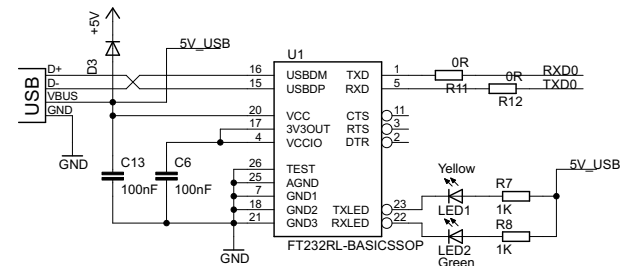 +5V
5V_USB
D3
USB
D+
D-
VBUS
GND
GND
C13
100nF
C6
100nF
GND
U1
16 USBDM TXD 1
15 USBDP RXD 5
20 VCC CTS 11
17 3V3OUT RTS 3
4 VCCIO DTR 2
26 TEST
25 AGND
7 GND1
18 GND2 TXLED 23
21 GND3 RXLED 22
FT232RL-BASICSSOP
0R
R11
RXD0
0R
R12
TXD0
Yellow
LED1
R7
1K
5V_USB
LED2
Green
R8
1K